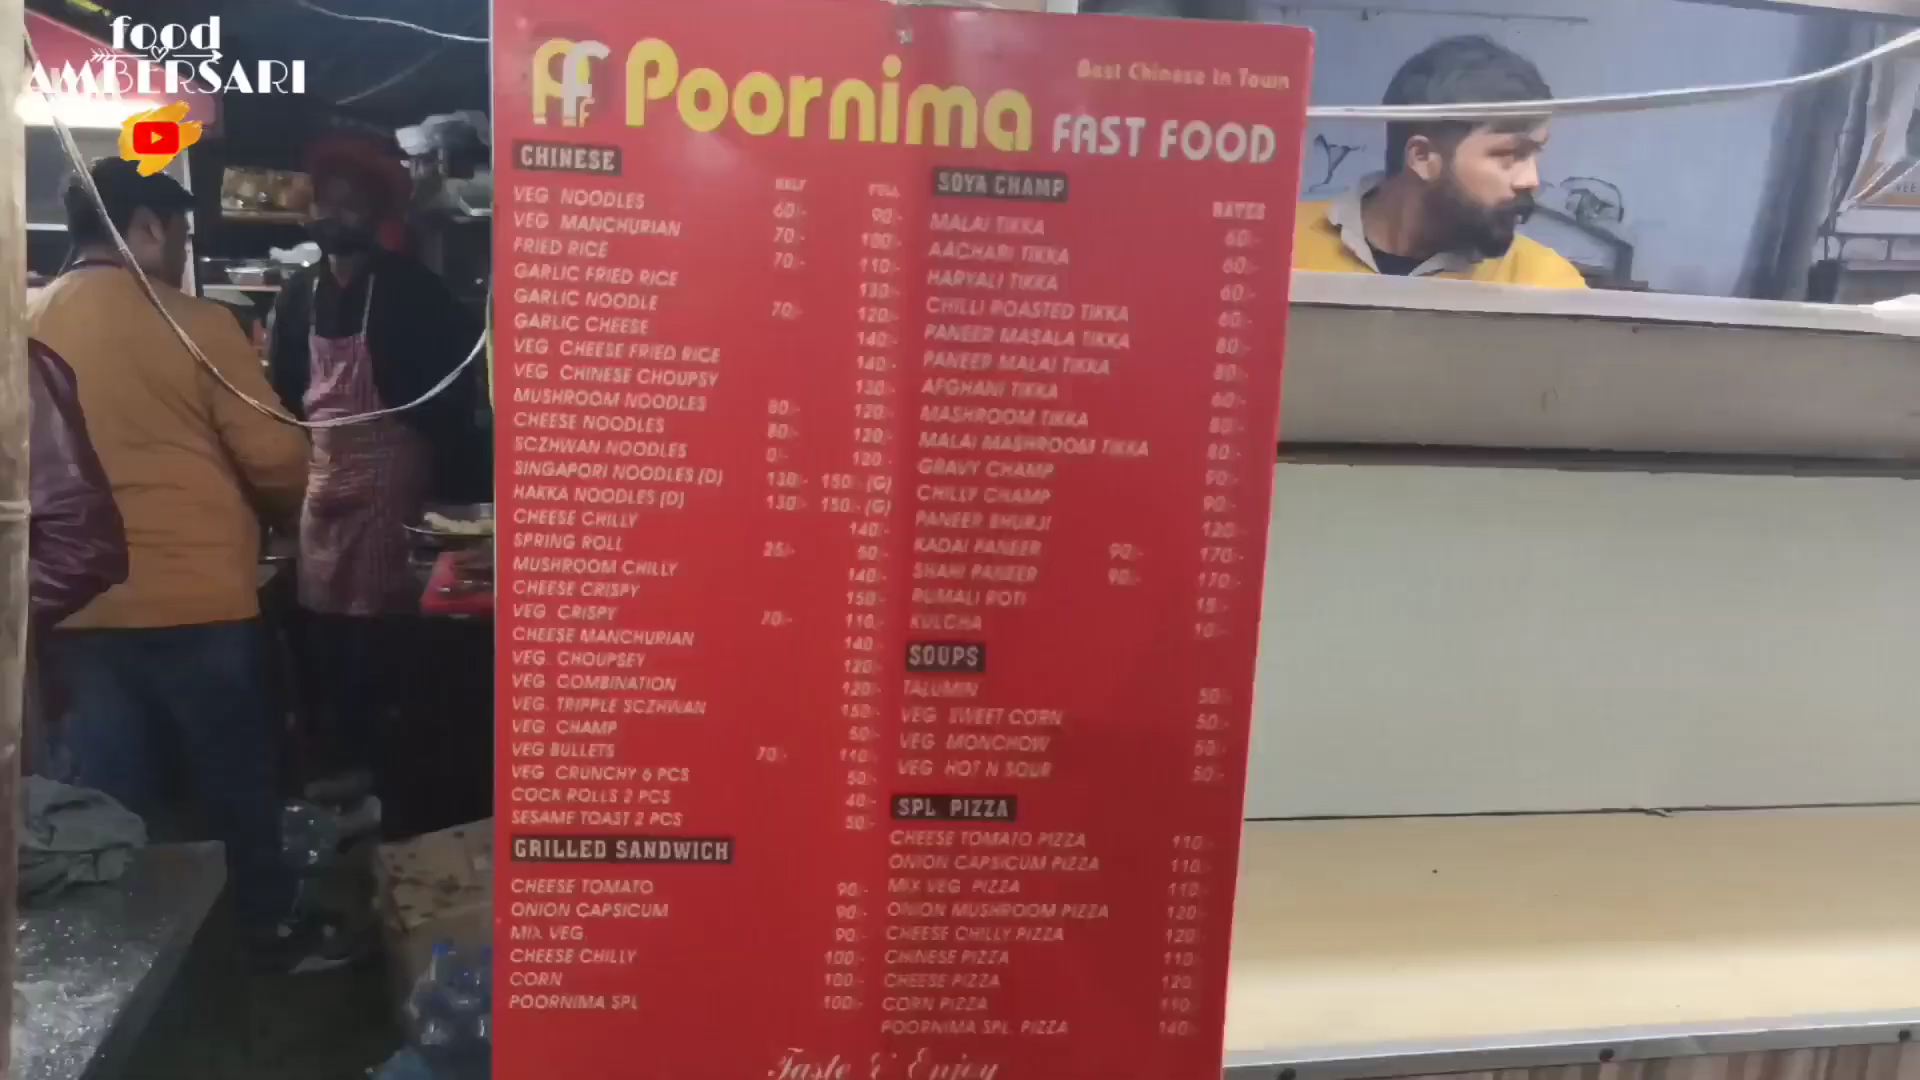 food
AMBERSARI
AFF Poornima FAST FOOD
Best Chinese in Town
CHINESE
HALF FULL
VEG NOODLES 60/- 90/-
VEG MANCHURIAN 70/- 100/-
FRIED RICE 70/- 110/-
GARLIC FRIED RICE 130/-
GARLIC NOODLE 70/- 120/-
GARLIC CHEESE 140/-
VEG CHEESE FRIED RICE 140/-
VEG CHINESE CHOUPSY 130/-
MUSHROOM NOODLES 80/- 120/-
CHEESE NOODLES 80/- 120/-
SCZHWAN NOODLES 0/- 120/-
SINGAPORI NOODLES (D) 130/- 150/- (G)
HAKKA NOODLES (D) 130/- 150/- (G)
CHEESE CHILLY 140/-
SPRING ROLL 25/- 50/-
MUSHROOM CHILLY 140/-
CHEESE CRISPY 150/-
VEG CRISPY 70/- 110/-
CHEESE MANCHURIAN 140/-
VEG. CHOUPSEY 120/-
VEG. COMBINATION 120/-
VEG. TRIPPLE SCZHWAN 150/-
VEG. CHAMP 50/-
VEG BULLETS 70/- 110/-
VEG. CRUNCHY 6 PCS 50/-
COCK ROLLS 2 PCS 40/-
SESAME TOAST 2 PCS 50/-
GRILLED SANDWICH
CHEESE TOMATO 90/-
ONION CAPSICUM 90/-
MIX VEG. 90/-
CHEESE CHILLY 100/-
CORN 100/-
POORNIMA SPL 100/-
SOYA CHAMP
RATES
MALAI TIKKA 60/-
AACHARI TIKKA 60/-
HARYALI TIKKA 60/-
CHILLI ROASTED TIKKA 60/-
PANEER MASALA TIKKA 80/-
PANEER MALAI TIKKA 80/-
AFGHANI TIKKA 60/-
MASHROOM TIKKA 80/-
MALAI MASHROOM TIKKA 80/-
GRAVY CHAMP 90/-
CHILLY CHAMP 90/-
PANEER BHURJI 120/-
KADAI PANEER 90/- 170/-
SHAHI PANEER 90/- 170/-
RUMALI ROTI 15/-
KULCHA 10/-
SOUPS
TALUMIN 50/-
VEG SWEET CORN 50/-
VEG MONCHOW 50/-
VEG HOT N SOUR 50/-
SPL. PIZZA
CHEESE TOMATO PIZZA 110/-
ONION CAPSICUM PIZZA 110/-
MIX VEG PIZZA 110/-
ONION MUSHROOM PIZZA 120/-
CHEESE CHILLY PIZZA 120/-
CHINESE PIZZA 110/-
CHEESE PIZZA 120/-
CORN PIZZA 110/-
POORNIMA SPL. PIZZA 140/-
Taste & Enjoy